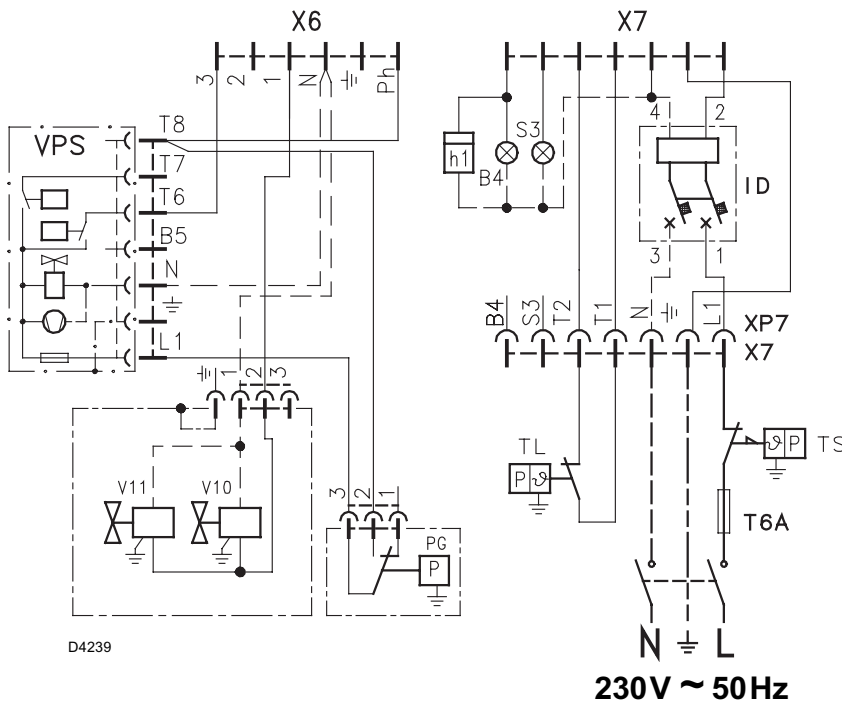 X6
X7
3
2
1
N
Ph
4
2
T8
VPS
T7
T6
B5
N
L1
h1
B4
S3
ID
3
1
B4
S3
T2
T1
N
L1
XP7
X7
1
2
3
TL
P ϑ
ϑ P
TS
V11
V10
3
2
1
PG
P
T6A
D4239
N
L
230V ~ 50Hz